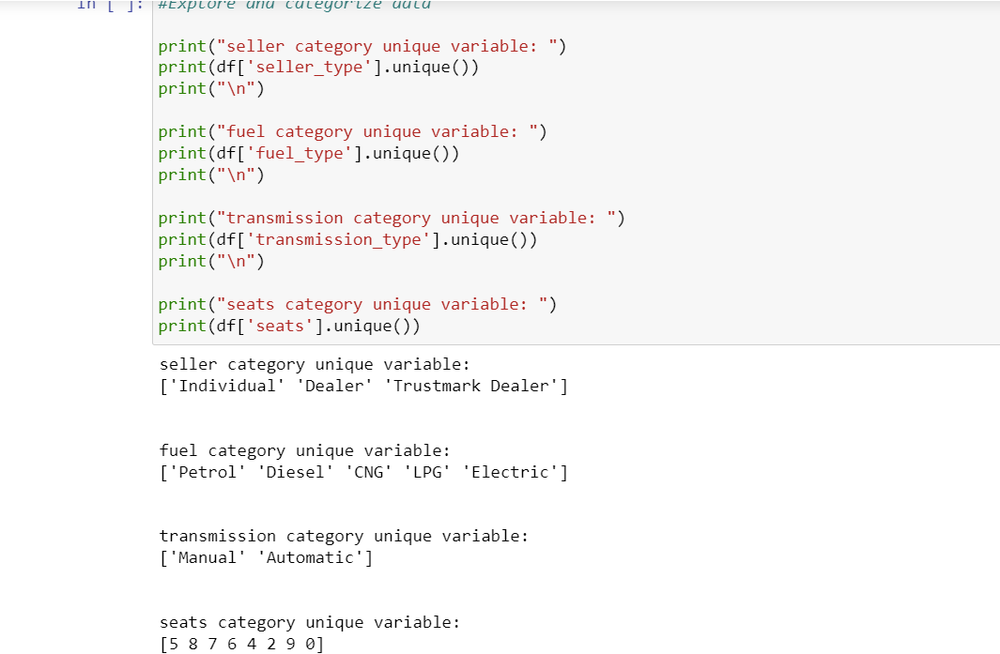 In [ ]: #Explore and categorize data
print("seller category unique variable: ")
print(df['seller_type'].unique())
print("\n")
print("fuel category unique variable: ")
print(df['fuel_type'].unique())
print("\n")
print("transmission category unique variable: ")
print(df['transmission_type'].unique())
print("\n")
print("seats category unique variable: ")
print(df['seats'].unique())
seller category unique variable:
['Individual' 'Dealer' 'Trustmark Dealer']
fuel category unique variable:
['Petrol' 'Diesel' 'CNG' 'LPG' 'Electric']
transmission category unique variable:
['Manual' 'Automatic']
seats category unique variable:
[5 8 7 6 4 2 9 0]